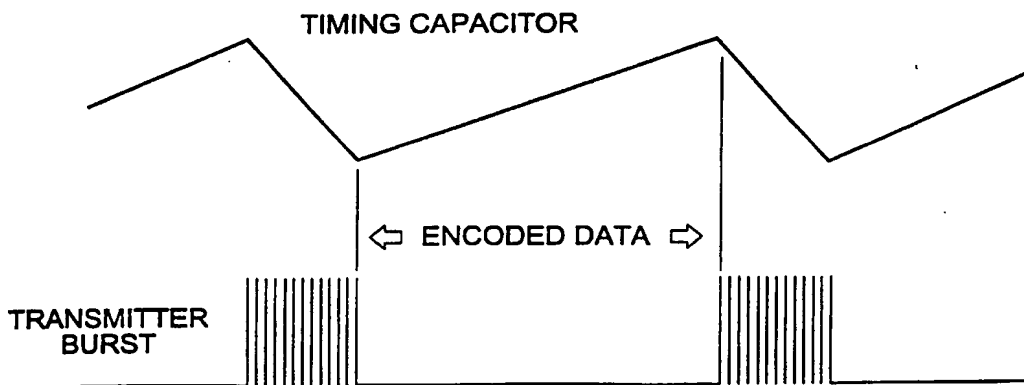 TIMING CAPACITOR
ENCODED DATA
TRANSMITTER
BURST